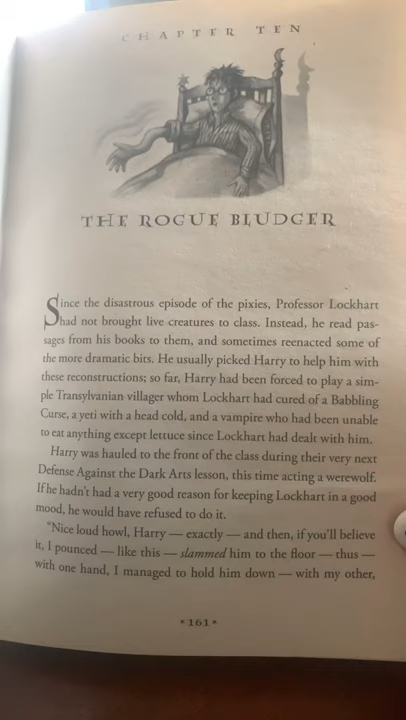 CHAPTER TEN
THE ROGUE BLUDGER
Since the disastrous episode of the pixies, Professor Lockhart
had not brought live creatures to class. Instead, he read pas-
sages from his books to them, and sometimes reenacted some of
the more dramatic bits. He usually picked Harry to help him with
these reconstructions; so far, Harry had been forced to play a sim-
ple Transylvanian villager whom Lockhart had cured of a Babbling
Curse, a yeti with a head cold, and a vampire who had been unable
to eat anything except lettuce since Lockhart had dealt with him.
Harry was hauled to the front of the class during their very next
Defense Against the Dark Arts lesson, this time acting a werewolf.
If he hadn't had a very good reason for keeping Lockhart in a good
mood, he would have refused to do it.
"Nice loud howl, Harry — exactly — and then, if you'll believe
it, I pounced — like this — slammed him to the floor — thus —
with one hand, I managed to hold him down — with my other,
*161*